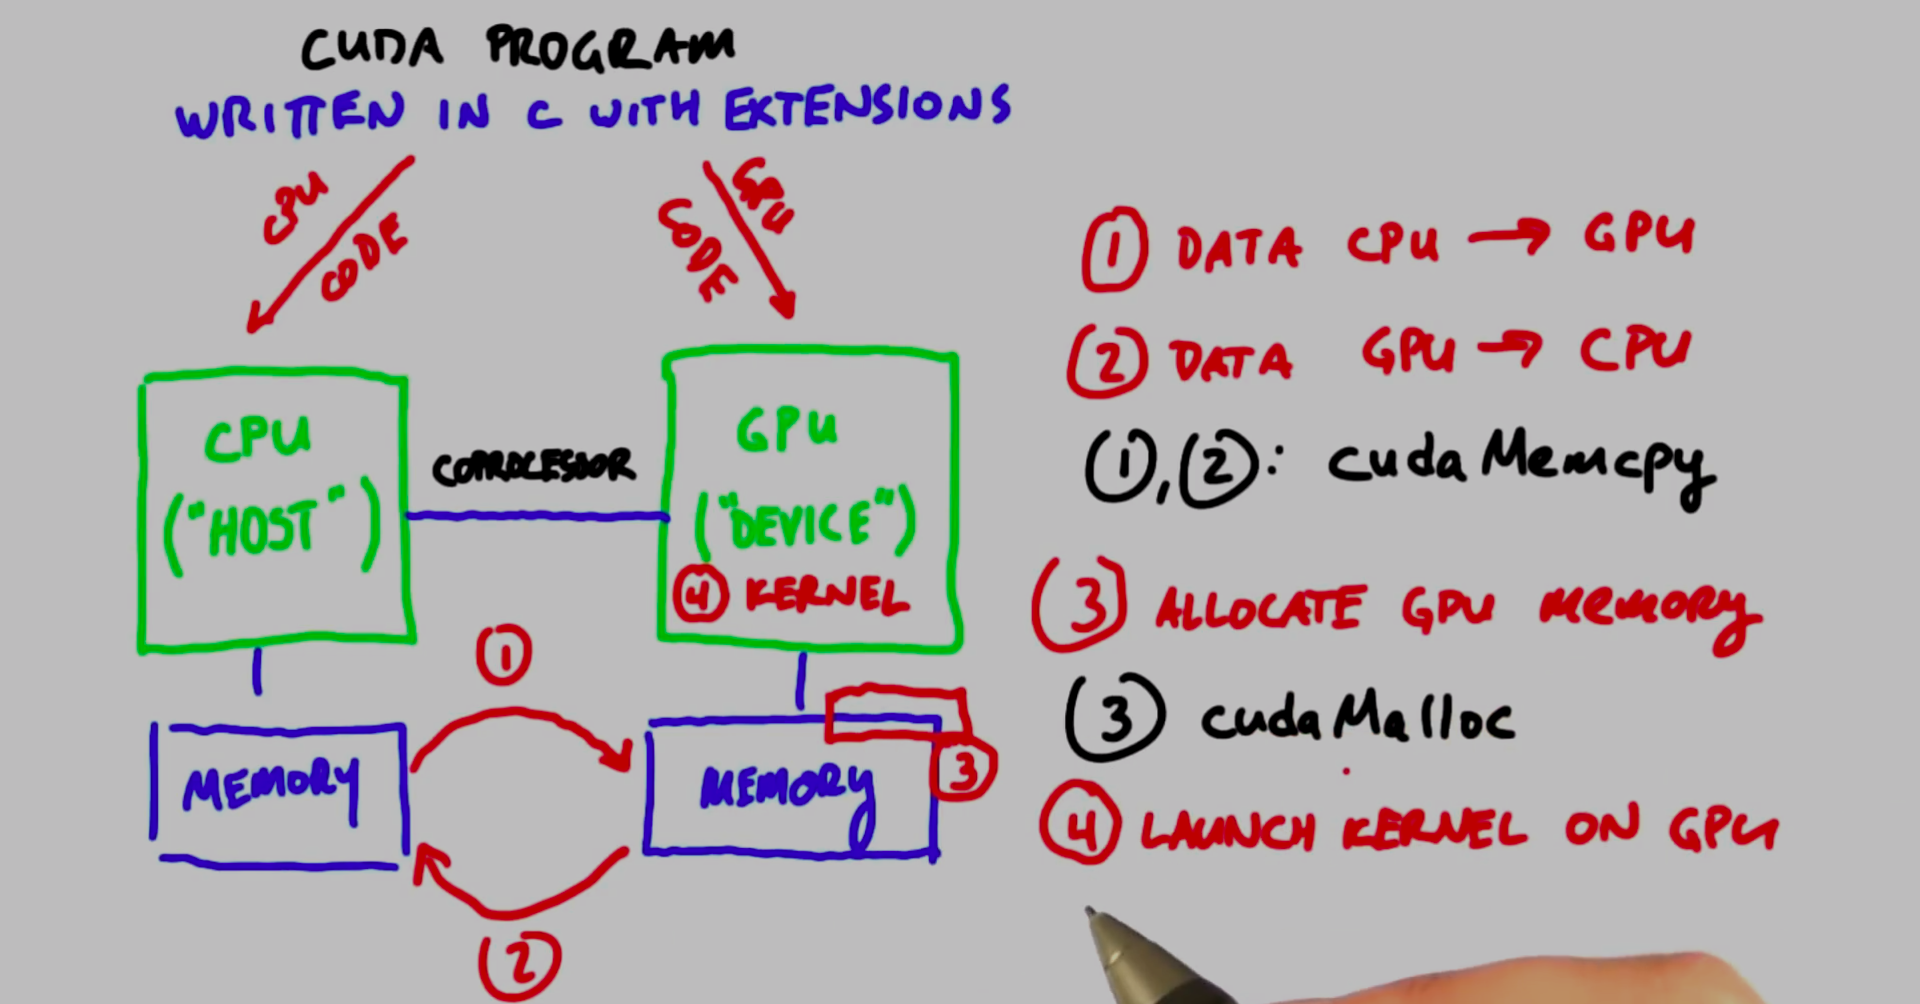 CUDA PROGRAM
WRITTEN IN C WITH EXTENSIONS
CPU
CODE
GPU
CODE
CPU
("HOST")
COPROCESSOR
GPU
("DEVICE")
④ KERNEL
①
MEMORY
MEMORY
③
②
① DATA CPU → GPU
② DATA GPU → CPU
①,②: cudaMemcpy
③ ALLOCATE GPU MEMORY
③ cudaMalloc
④ LAUNCH KERNEL ON GPU